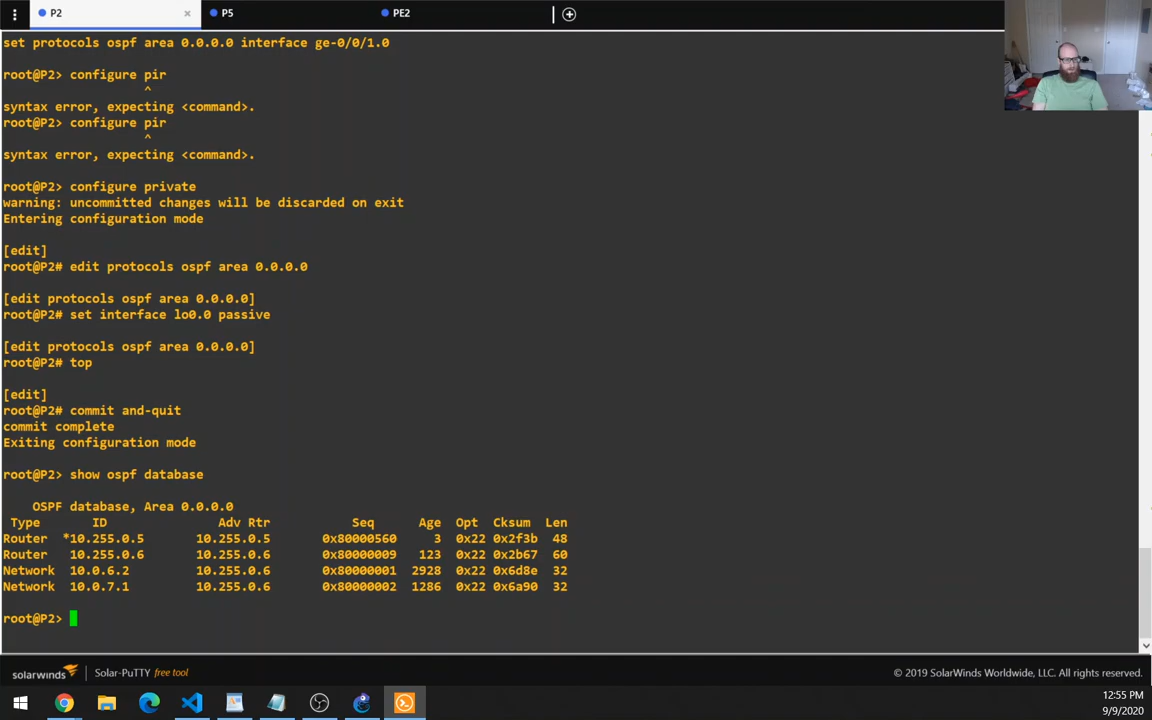 P2 × P5 PE2
set protocols ospf area 0.0.0.0 interface ge-0/0/1.0
root@P2> configure pir
^
syntax error, expecting <command>.
root@P2> configure pir
^
syntax error, expecting <command>.
root@P2> configure private
warning: uncommitted changes will be discarded on exit
Entering configuration mode
[edit]
root@P2# edit protocols ospf area 0.0.0.0
[edit protocols ospf area 0.0.0.0]
root@P2# set interface lo0.0 passive
[edit protocols ospf area 0.0.0.0]
root@P2# top
[edit]
root@P2# commit and-quit
commit complete
Exiting configuration mode
root@P2> show ospf database
OSPF database, Area 0.0.0.0
Type ID Adv Rtr Seq Age Opt Cksum Len
Router *10.255.0.5 10.255.0.5 0x80000560 3 0x22 0x2f3b 48
Router 10.255.0.6 10.255.0.6 0x80000009 123 0x22 0x2b67 60
Network 10.0.6.2 10.255.0.6 0x80000001 2928 0x22 0x6d8e 32
Network 10.0.7.1 10.255.0.6 0x80000002 1286 0x22 0x6a90 32
root@P2>
solarwinds Solar-PuTTY free tool © 2019 SolarWinds Worldwide, LLC. All rights reserved.
12:55 PM
9/9/2020